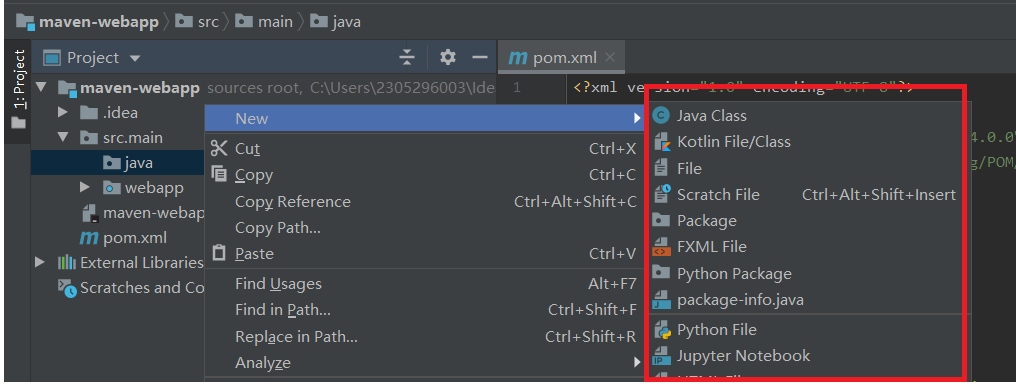 maven-webapp src main java
1: Project
Project
pom.xml
maven-webapp sources root, C:\Users\2305296003\Idea
.idea
src.main
java
webapp
maven-webap
pom.xml
External Libraries
Scratches and Co
1 <?xml version="1.0" encoding="UTF-8"?>
4.0.0"
g/POM/
New
Cut Ctrl+X
Copy Ctrl+C
Copy Reference Ctrl+Alt+Shift+C
Copy Path...
Paste Ctrl+V
Find Usages Alt+F7
Find in Path... Ctrl+Shift+F
Replace in Path... Ctrl+Shift+R
Analyze
Java Class
Kotlin File/Class
File
Scratch File Ctrl+Alt+Shift+Insert
Package
FXML File
Python Package
package-info.java
Python File
Jupyter Notebook